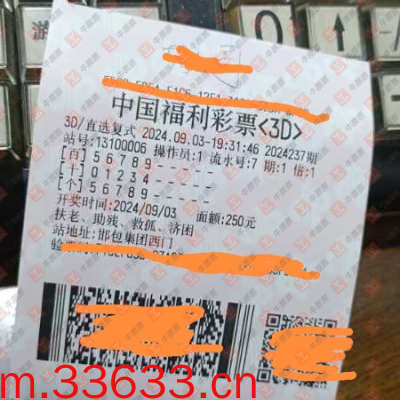 中国福利彩票<3D>
3D/直选复式 2024.09.03-19:31:46 2024237期
站号:13100006 操作员:1 流水号:7 期:1 倍:1
[百] 5 6 7 8 9 - - - - -
[十] 0 1 2 3 4 - - - - -
[个] 5 6 7 8 9 - - - - -
开奖时间:2024/09/03 面额:250元
扶老、助残、救孤、济困
站地址:邯包集团西门
m.33633.cn